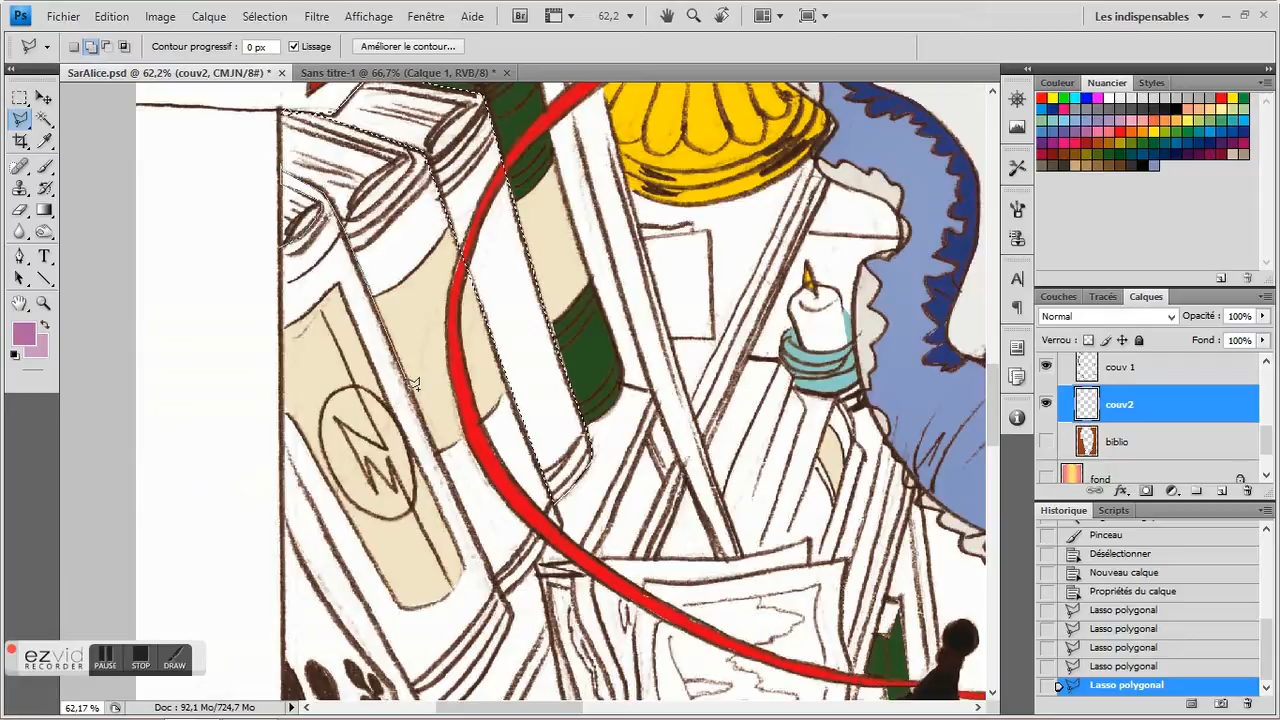 Ps Fichier Edition Image Calque Sélection Filtre Affichage Fenêtre Aide Br 62,2 Les indispensables
Contour progressif : 0 px Lissage Améliorer le contour...
SarAlice.psd @ 62,2% (couv2, CMJN/8#) * Sans titre-1 @ 66,7% (Calque 1, RVB/8) *
Couleur Nuancier Styles
Couches Tracés Calques
Normal Opacité : 100%
Verrou : Fond : 100%
couv 1
couv2
biblio
fond
Historique Scripts
Pinceau
Désélectionner
Nouveau calque
Propriétés du calque
Lasso polygonal
Lasso polygonal
Lasso polygonal
Lasso polygonal
Lasso polygonal
ezvid
RECORDER
PAUSE STOP DRAW
62,17 % Doc : 92,1 Mo/724,7 Mo